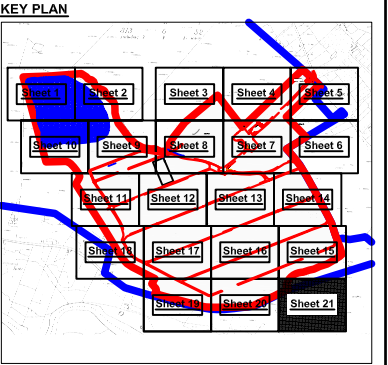 KEY PLAN
Sheet 1
Sheet 2
Sheet 3
Sheet 4
Sheet 5
Sheet 10
Sheet 9
Sheet 8
Sheet 7
Sheet 6
Sheet 11
Sheet 12
Sheet 13
Sheet 14
Sheet 18
Sheet 17
Sheet 16
Sheet 15
Sheet 19
Sheet 20
Sheet 21